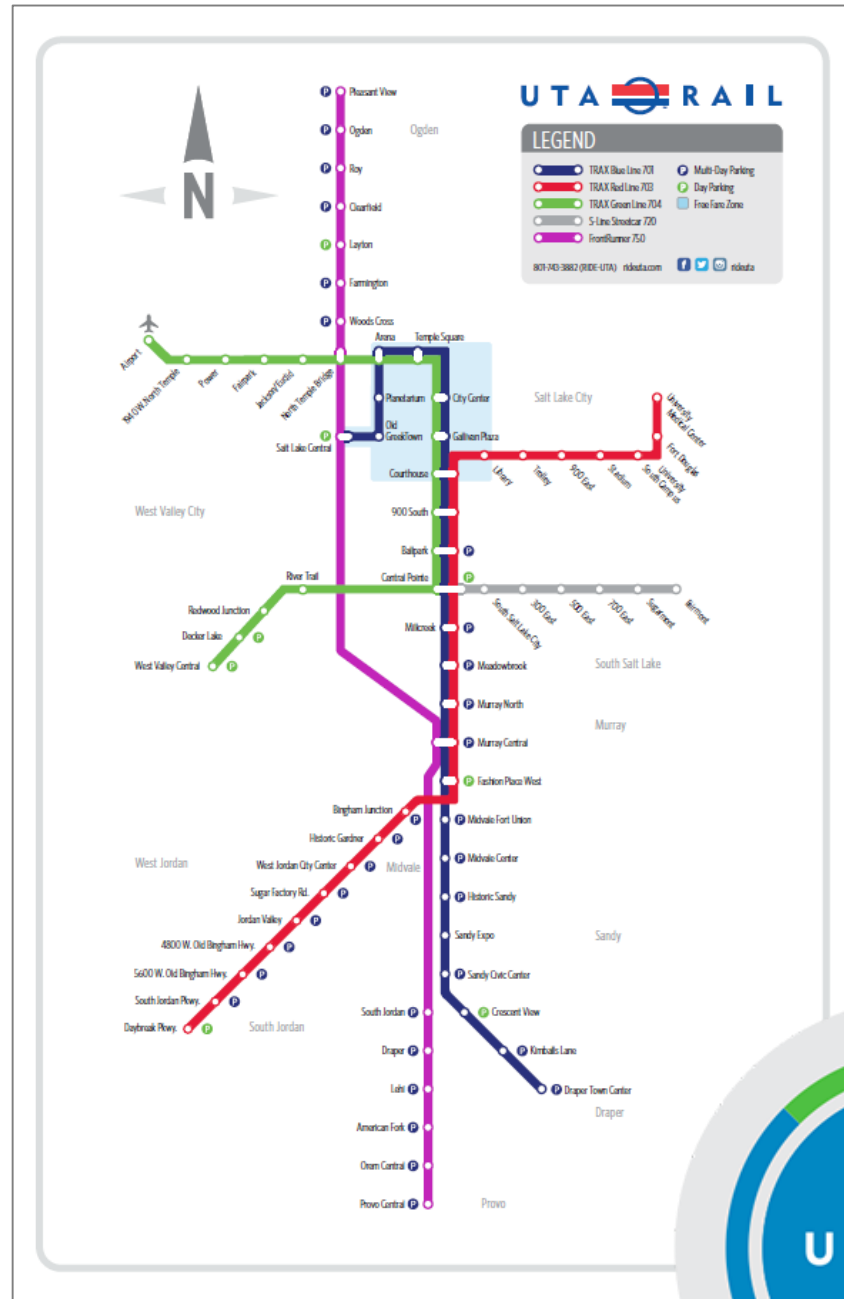 UTA RAIL
LEGEND
TRAX Blue Line 701
TRAX Red Line 703
TRAX Green Line 704
S-Line Streetcar 720
FrontRunner 750
P Multi-Day Parking
P Day Parking
Free Fare Zone
801-743-3882 (RIDE-UTA) rideuta.com f rideuta
N
P Pleasant View
P Ogden
Ogden
P Roy
P Clearfield
P Layton
P Farmington
P Woods Cross
Arena
Temple Square
Airport
1940 W. North Temple
Power
Fairpark
Jackson/Euclid
North Temple Bridge
Planetarium
City Center
Salt Lake City
Old
GreekTown
Gallivan Plaza
P
Salt Lake Central
Courthouse
University
Medical Center
Fort Douglas
University
South Campus
Stadium
900 East
Trolley
Library
West Valley City
900 South
Ballpark
P
Central Pointe
P
River Trail
Redwood Junction
Decker Lake P
West Valley Central P
South Salt Lake City
300 East
500 East
700 East
Sugarmont
Fairmont
Millcreek
P
P Meadowbrook
South Salt Lake
P Murray North
Murray
P Murray Central
P Fashion Place West
Bingham Junction P
P Midvale Fort Union
Historic Gardner P
West Jordan
West Jordan City Center P
Midvale
P Midvale Center
Sugar Factory Rd. P
P Historic Sandy
Jordan Valley P
Sandy Expo
Sandy
4800 W. Old Bingham Hwy. P
5600 W. Old Bingham Hwy. P
P Sandy Civic Center
South Jordan Pkwy. P
Daybreak Pkwy. P
South Jordan
South Jordan P
P Crescent View
Draper P
P Kimballs Lane
Lehi P
P Draper Town Center
Draper
American Fork P
Orem Central P
Provo Central P
Provo
U